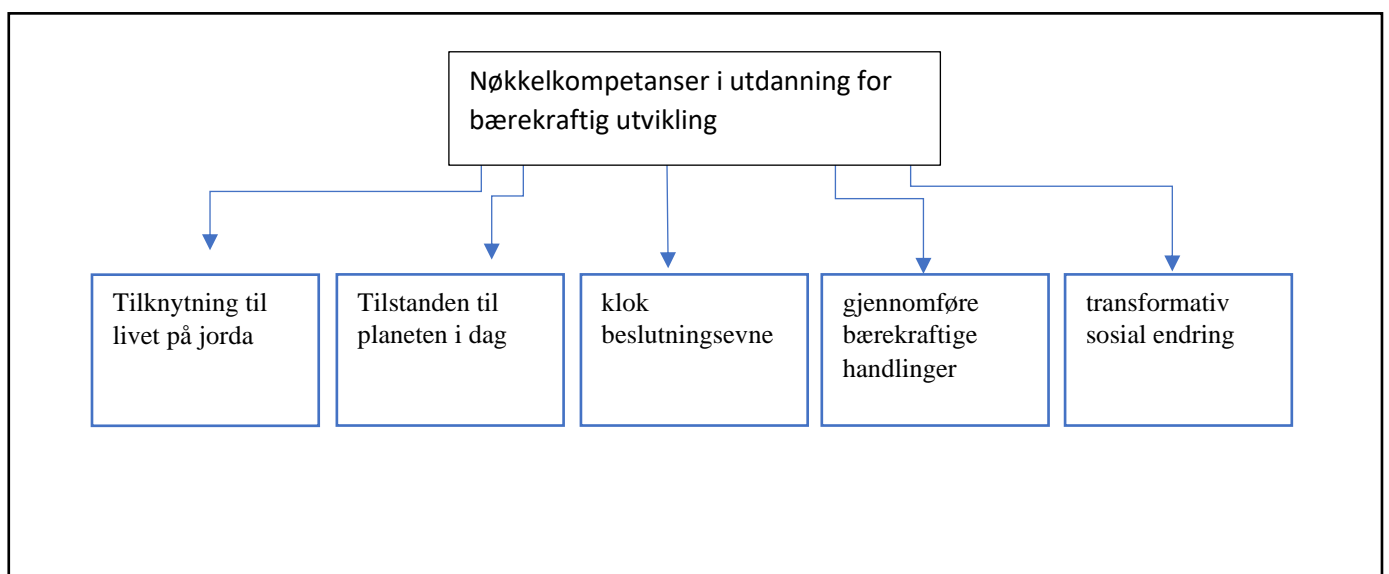 Nøkkelkompetanser i utdanning for
bærekraftig utvikling
Tilknytning til
livet på jorda
Tilstanden til
planeten i dag
klok
beslutningsevne
gjennomføre
bærekraftige
handlinger
transformativ
sosial endring